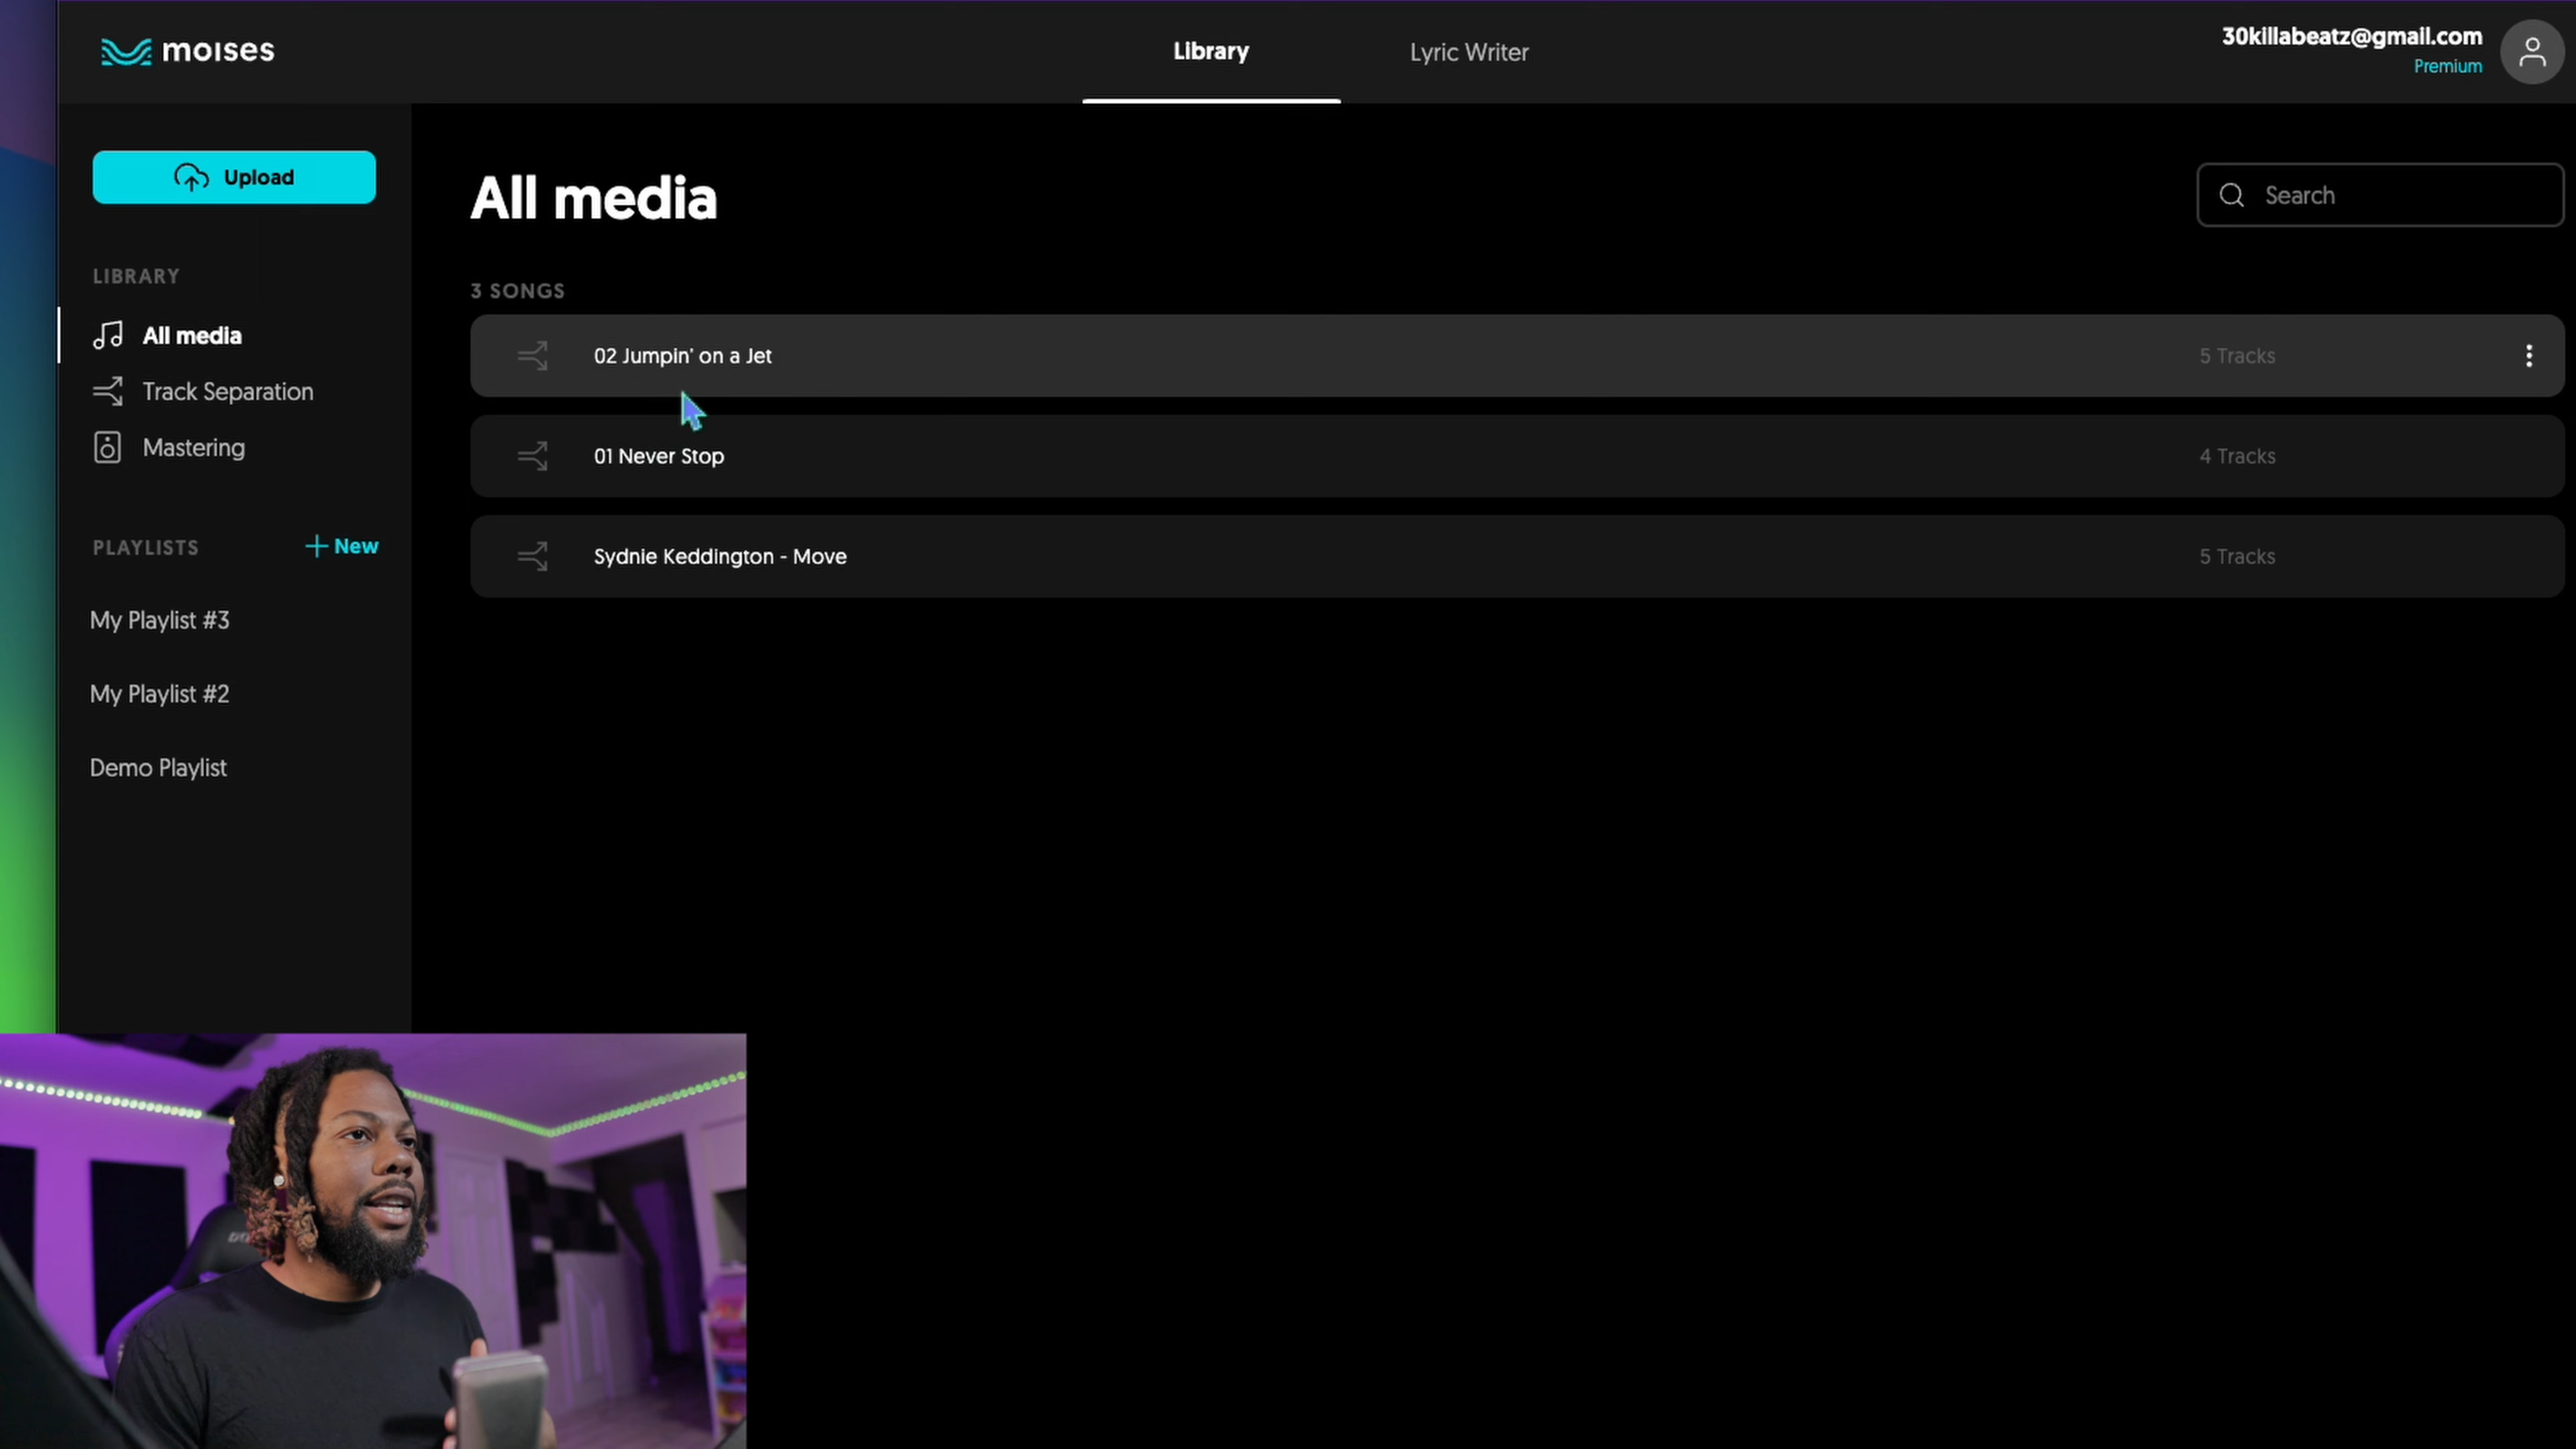 moises
Library
Lyric Writer
30killabeatz@gmail.com
Premium
Upload
LIBRARY
All media
Track Separation
Mastering
PLAYLISTS
New
My Playlist #3
My Playlist #2
Demo Playlist
All media
Search
3 SONGS
02 Jumpin' on a Jet
5 Tracks
01 Never Stop
4 Tracks
Sydnie Keddington - Move
5 Tracks